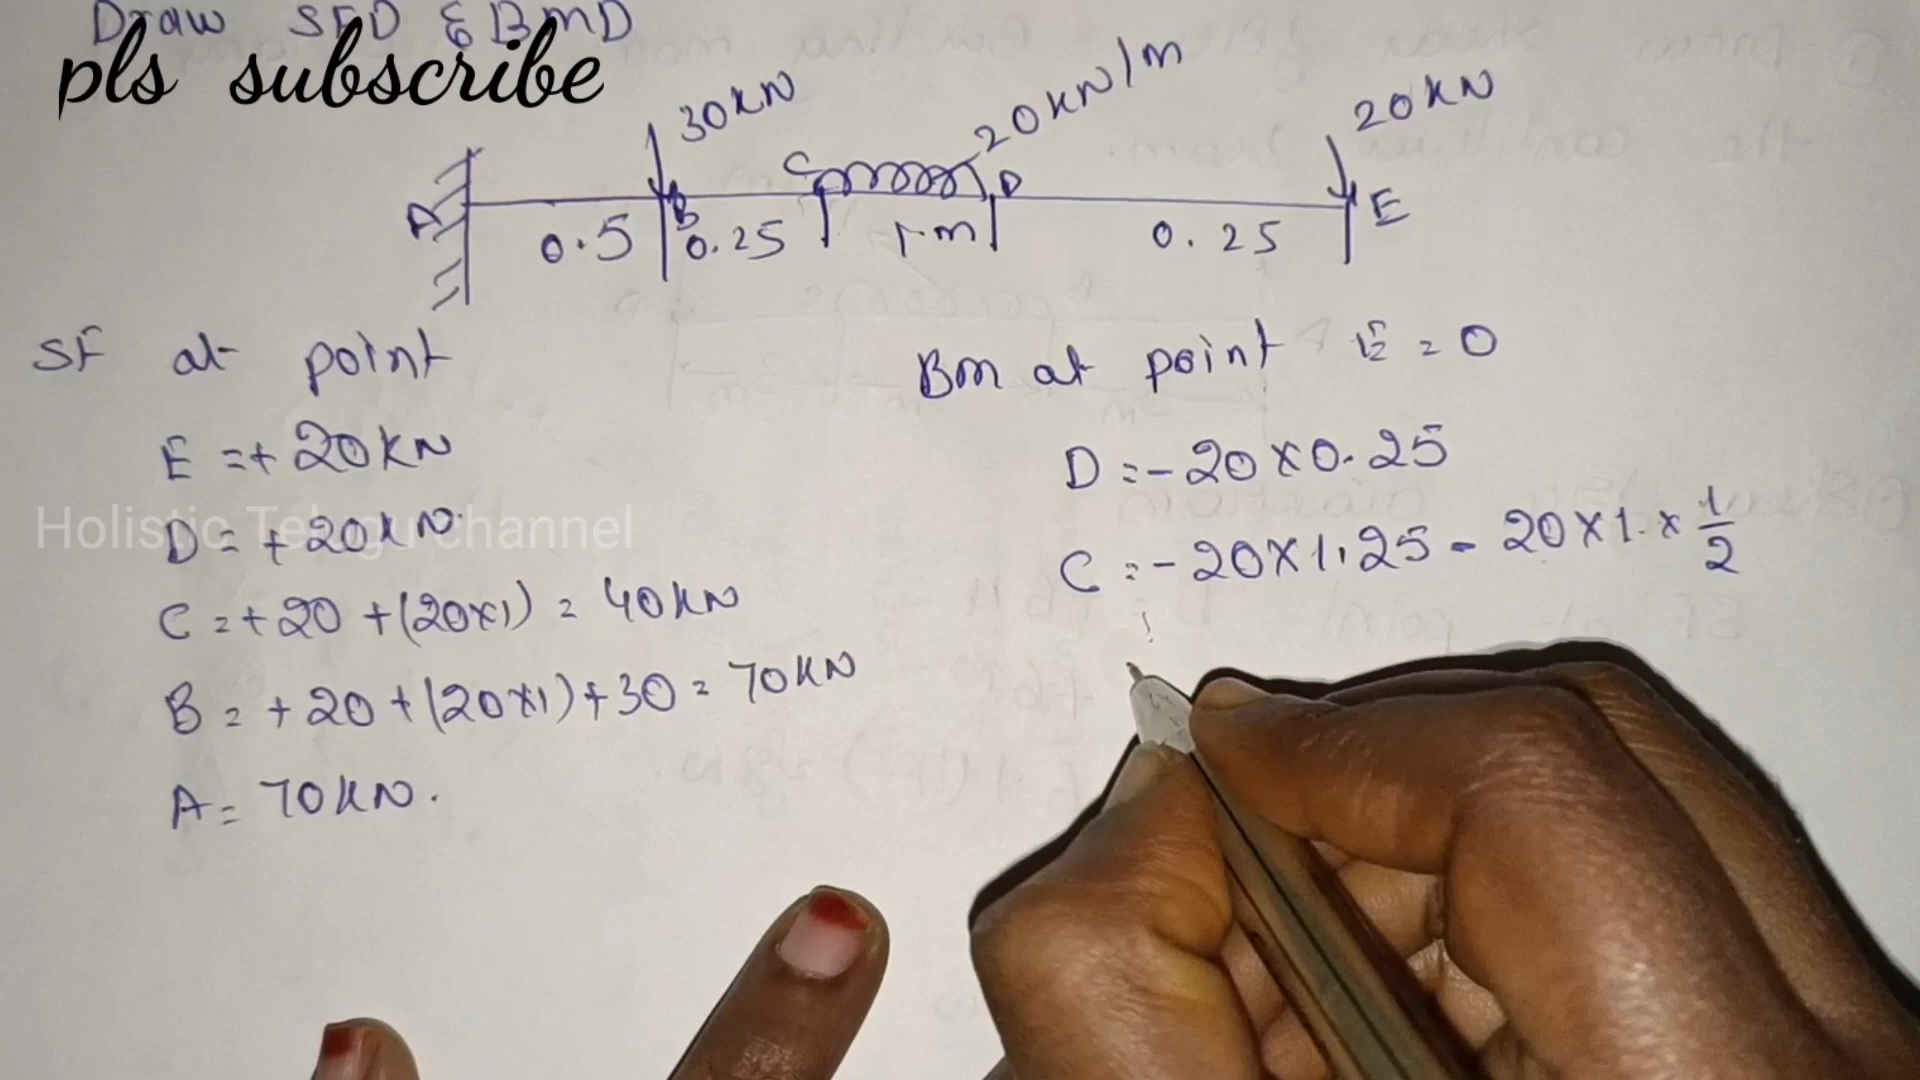 Draw SFD & BMD
pls subscribe
30KN
20KN/m
20KN
A
B
C
D
E
0.5
0.25
1m
0.25
SF at point
E = + 20KN
D = + 20KN.
C = + 20 + (20×1) = 40KN
B = + 20 + (20×1) + 30 = 70KN
A = 70KN.
Bm at point E = 0
D = - 20×0.25
C = - 20×1.25 - 20×1.× 1/2
Holistic Telugu channel